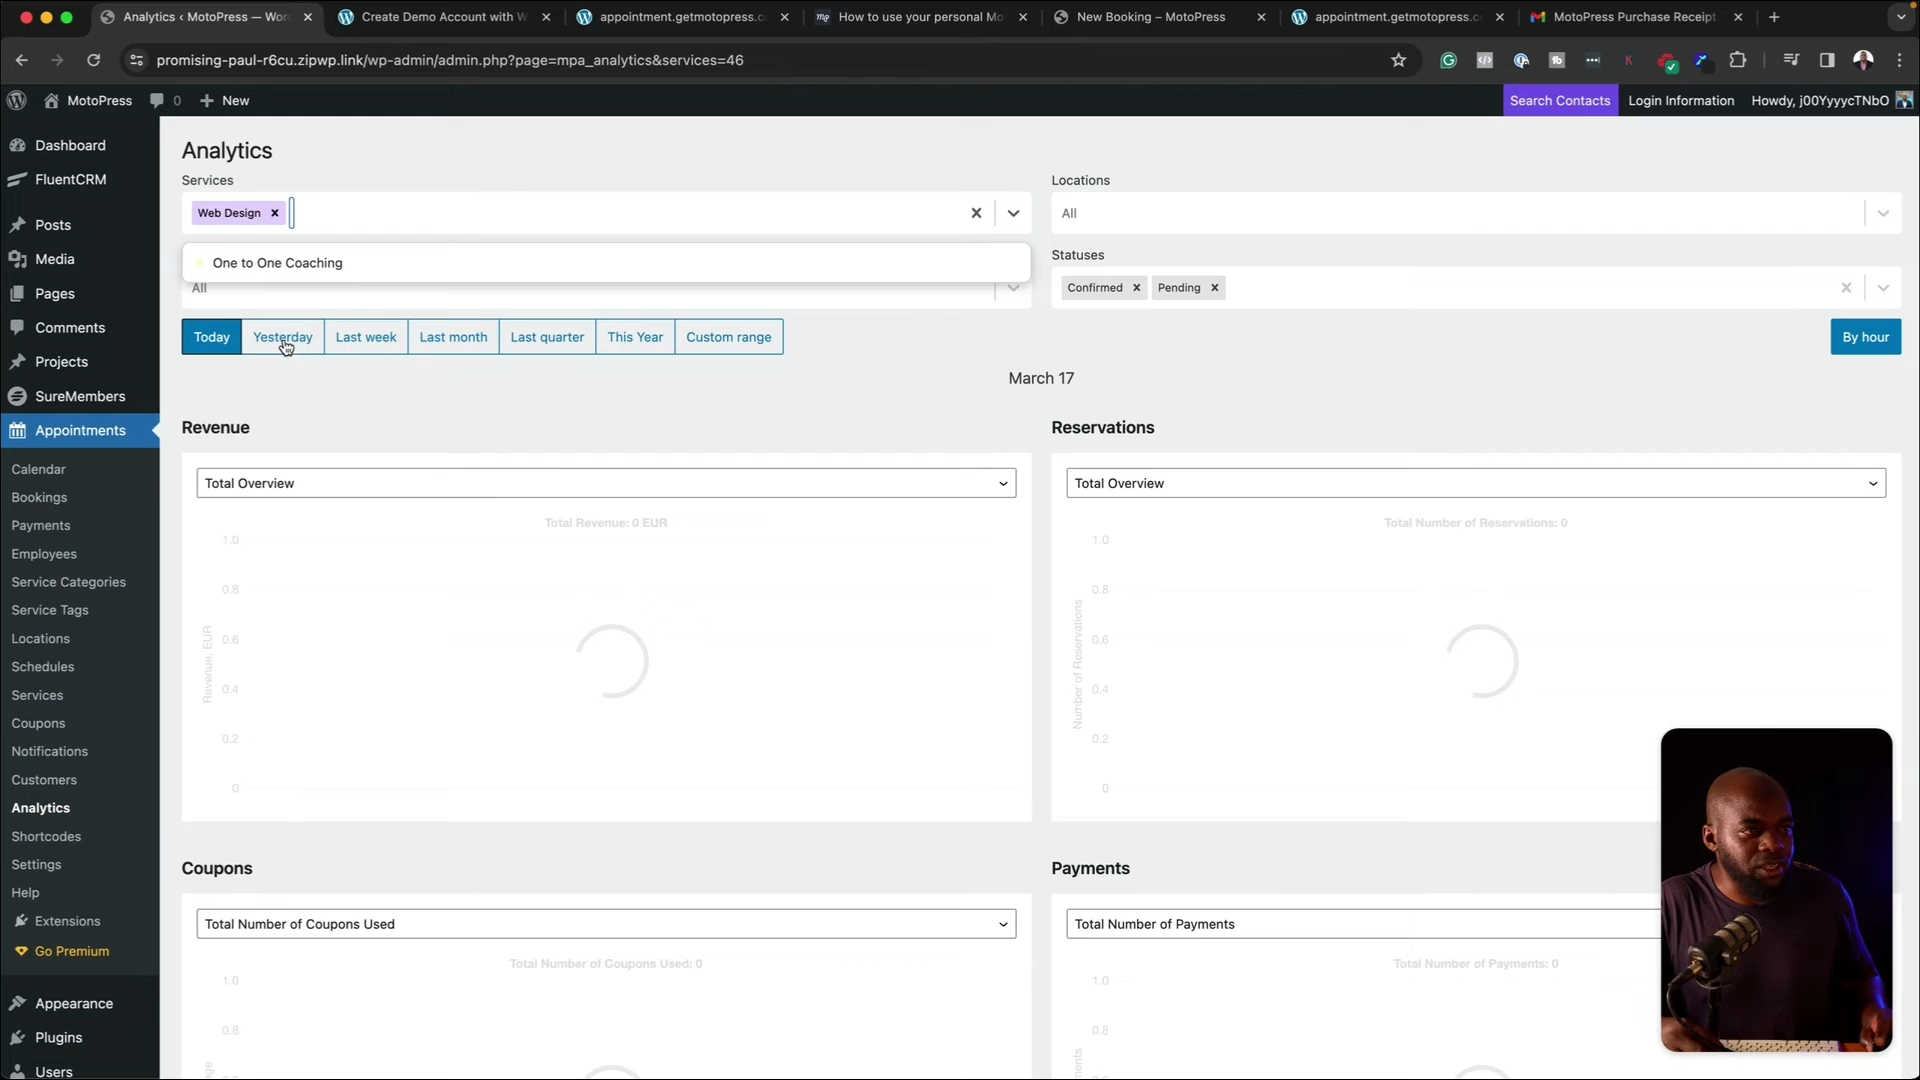 Analytics ‹ MotoPress — Wor
Create Demo Account with W
appointment.getmotopress.c
How to use your personal Mo
New Booking – MotoPress
appointment.getmotopress.c
MotoPress Purchase Receipt
promising-paul-r6cu.zipwp.link/wp-admin/admin.php?page=mpa_analytics&services=46
MotoPress
0
New
Search Contacts
Login Information
Howdy, j00YyyycTNbO
Dashboard
FluentCRM
Posts
Media
Pages
Comments
Projects
SureMembers
Appointments
Calendar
Bookings
Payments
Employees
Service Categories
Service Tags
Locations
Schedules
Services
Coupons
Notifications
Customers
Analytics
Shortcodes
Settings
Help
Extensions
Go Premium
Appearance
Plugins
Users
Analytics
Services
Web Design
One to One Coaching
All
Locations
All
Statuses
Confirmed
Pending
Today
Yesterday
Last week
Last month
Last quarter
This Year
Custom range
By hour
March 17
Revenue
Total Overview
Total Revenue: 0 EUR
1.0
0.8
0.6
0.4
0.2
0
Revenue, EUR
Reservations
Total Overview
Total Number of Reservations: 0
1.0
0.8
0.6
0.4
0.2
0
Number of Reservations
Coupons
Total Number of Coupons Used
Total Number of Coupons Used: 0
1.0
0.8
Payments
Total Number of Payments
Total Number of Payments: 0
1.0
0.8